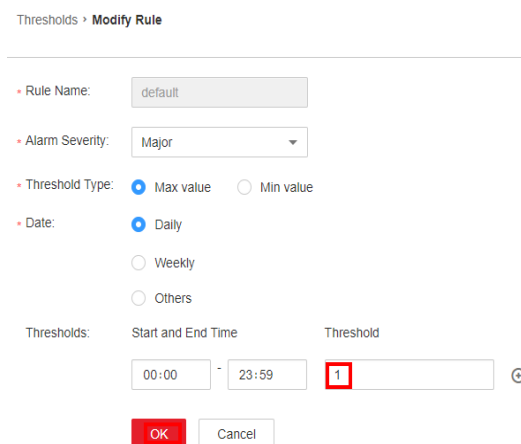 Thresholds › Modify Rule
* Rule Name: default
* Alarm Severity: Major
* Threshold Type: Max value Min value
* Date: Daily
Weekly
Others
Thresholds: Start and End Time Threshold
00:00 - 23:59 1
OK Cancel